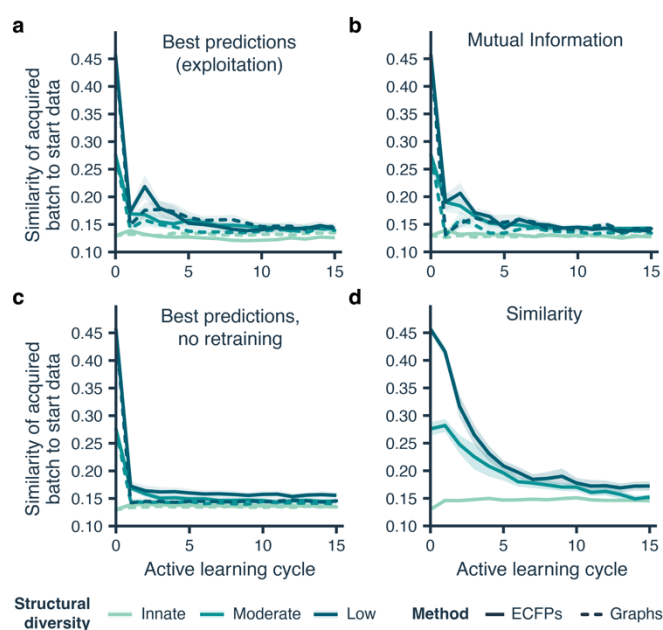 a
Best predictions
(exploitation)
Similarity of acquired
batch to start data
0.45
0.40
0.35
0.30
0.25
0.20
0.15
0.10
0 5 10 15
b
Mutual Information
0.45
0.40
0.35
0.30
0.25
0.20
0.15
0.10
0 5 10 15
c
Best predictions,
no retraining
Similarity of acquired
batch to start data
0.45
0.40
0.35
0.30
0.25
0.20
0.15
0.10
0 5 10 15
Active learning cycle
d
Similarity
0.45
0.40
0.35
0.30
0.25
0.20
0.15
0.10
0 5 10 15
Active learning cycle
Structural
diversity Innate Moderate Low Method ECFPs Graphs